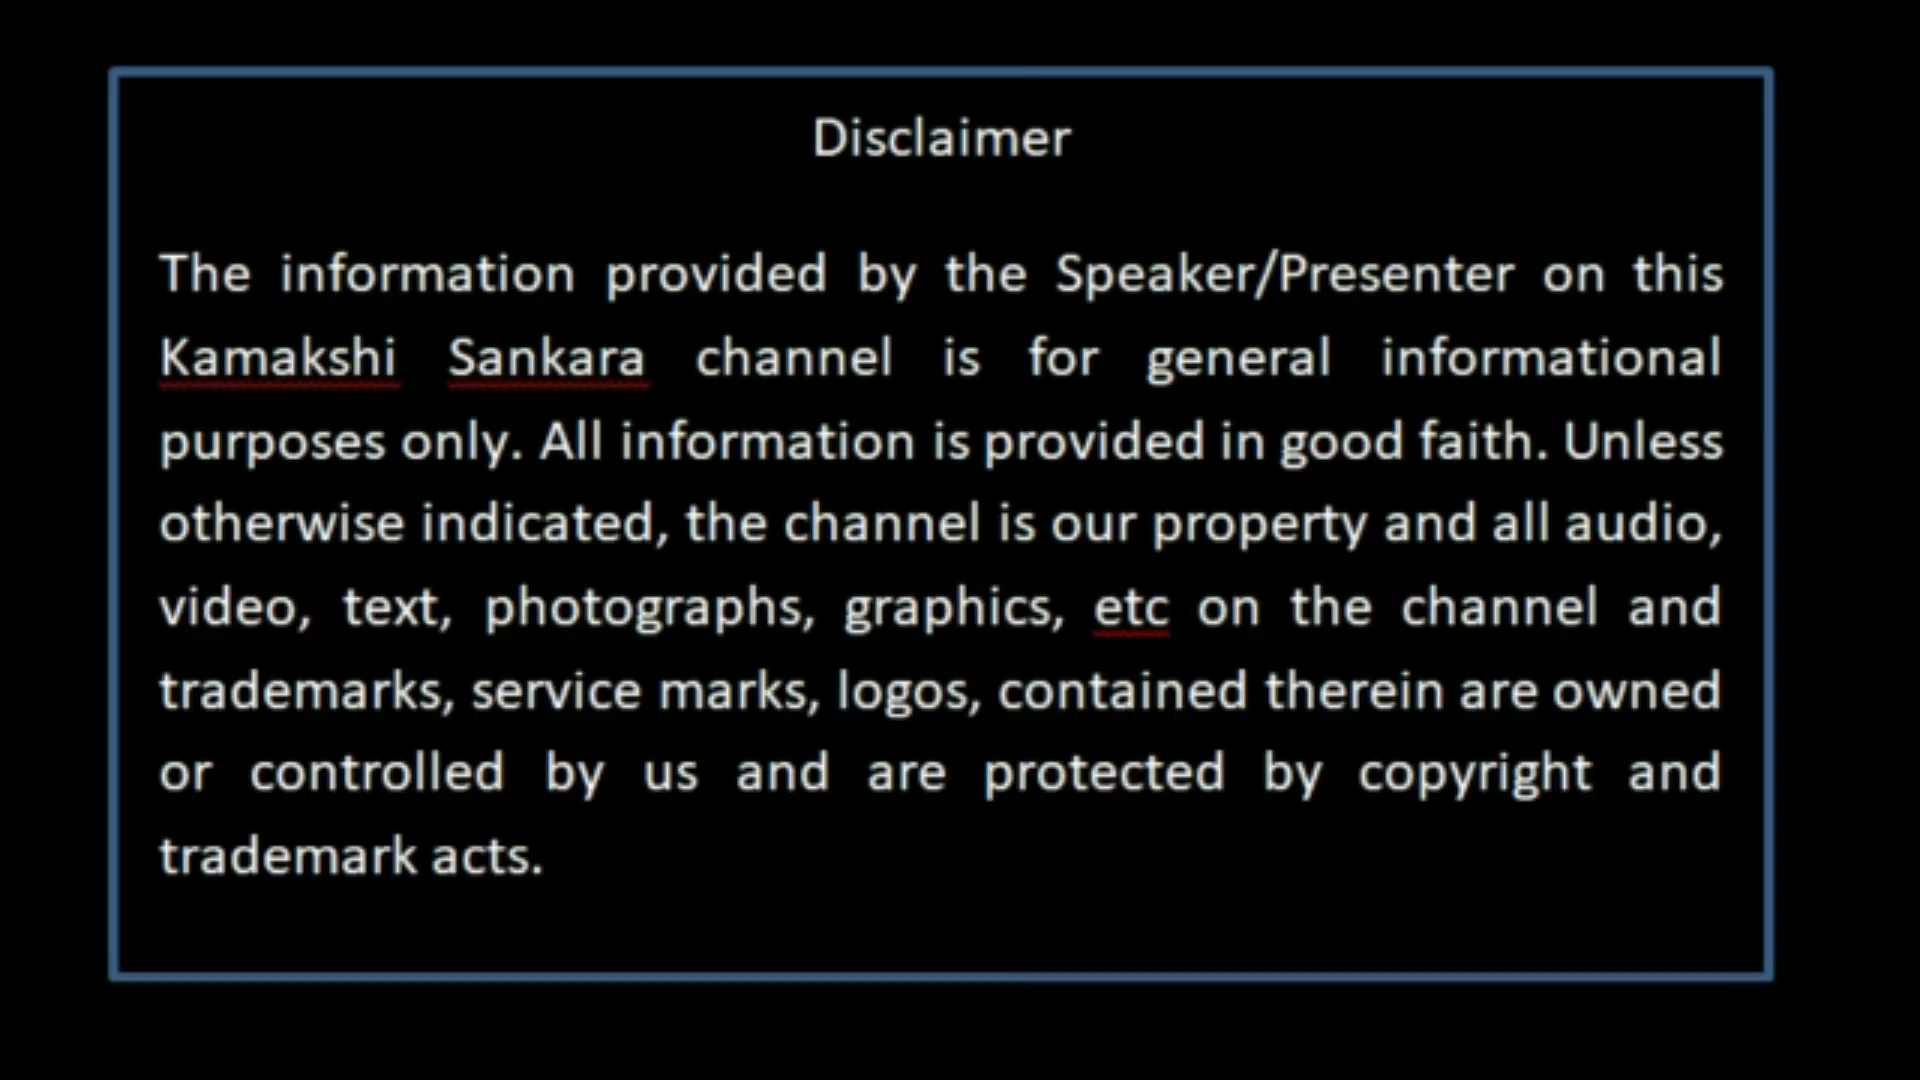 Disclaimer
The information provided by the Speaker/Presenter on this
Kamakshi Sankara channel is for general informational
purposes only. All information is provided in good faith. Unless
otherwise indicated, the channel is our property and all audio,
video, text, photographs, graphics, etc on the channel and
trademarks, service marks, logos, contained therein are owned
or controlled by us and are protected by copyright and
trademark acts.